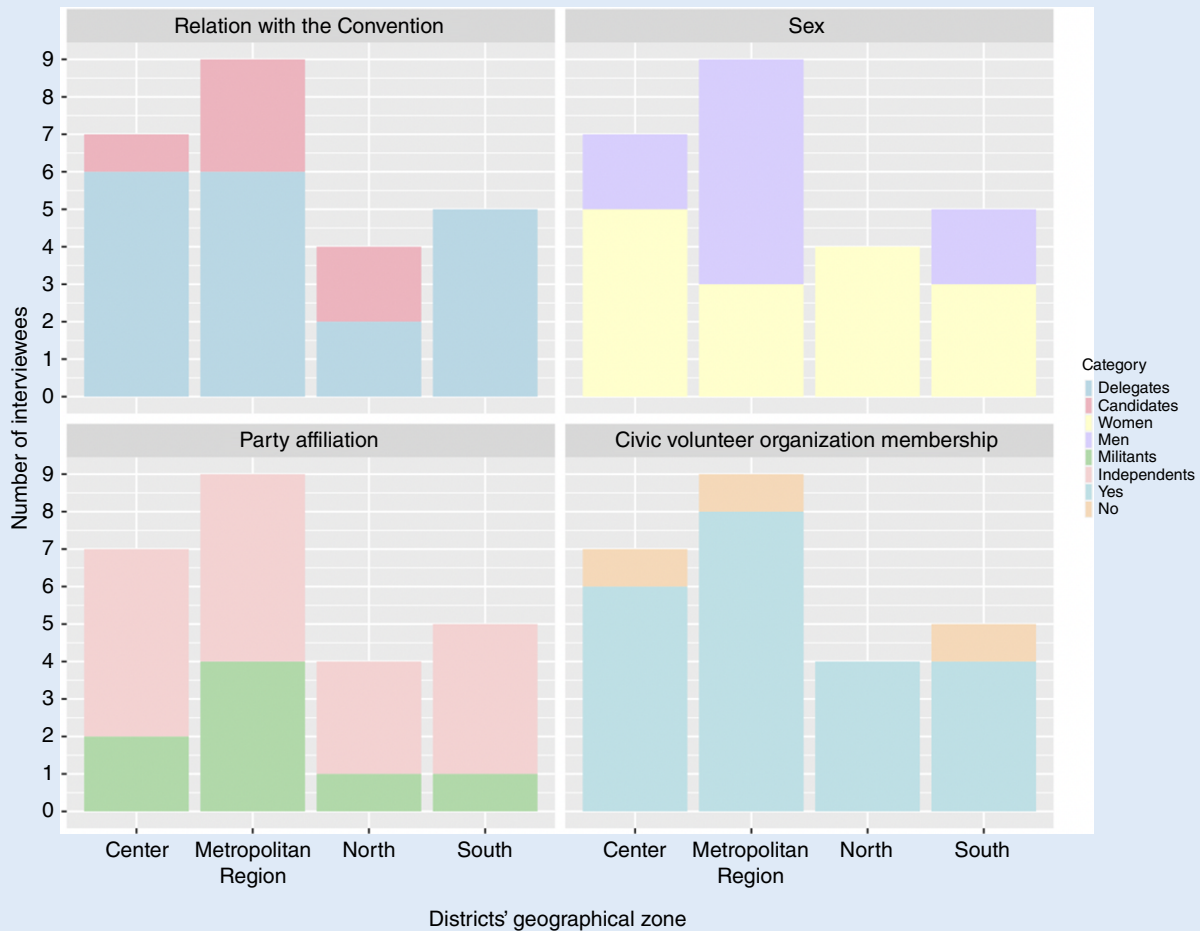 Relation with the Convention
Sex
9
8
7
6
5
4
3
2
1
0
Number of interviewees
Party affiliation
Civic volunteer organization membership
9
8
7
6
5
4
3
2
1
0
Center
Metropolitan
Region
North
South
Center
Metropolitan
Region
North
South
Districts’ geographical zone
Category
Delegates
Candidates
Women
Men
Militants
Independents
Yes
No